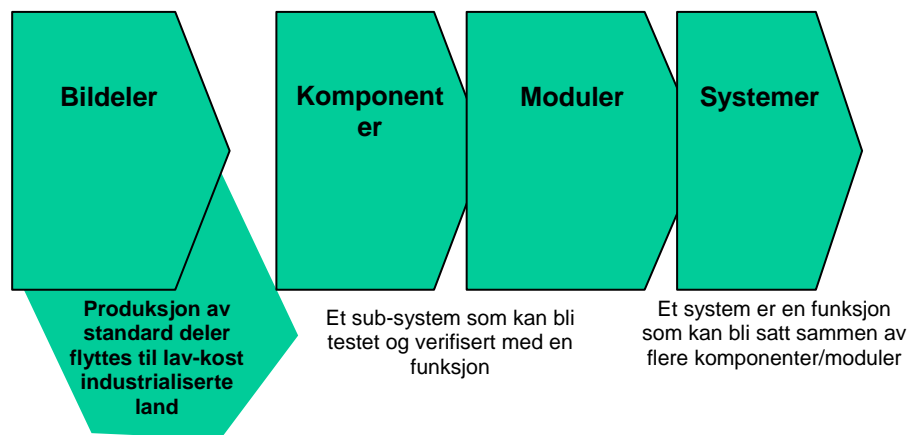 Bildeler
Komponent
er
Moduler
Systemer
Produksjon av
standard deler
flyttes til lav-kost
industrialiserte
land
Et sub-system som kan bli
testet og verifisert med en
funksjon
Et system er en funksjon
som kan bli satt sammen av
flere komponenter/moduler